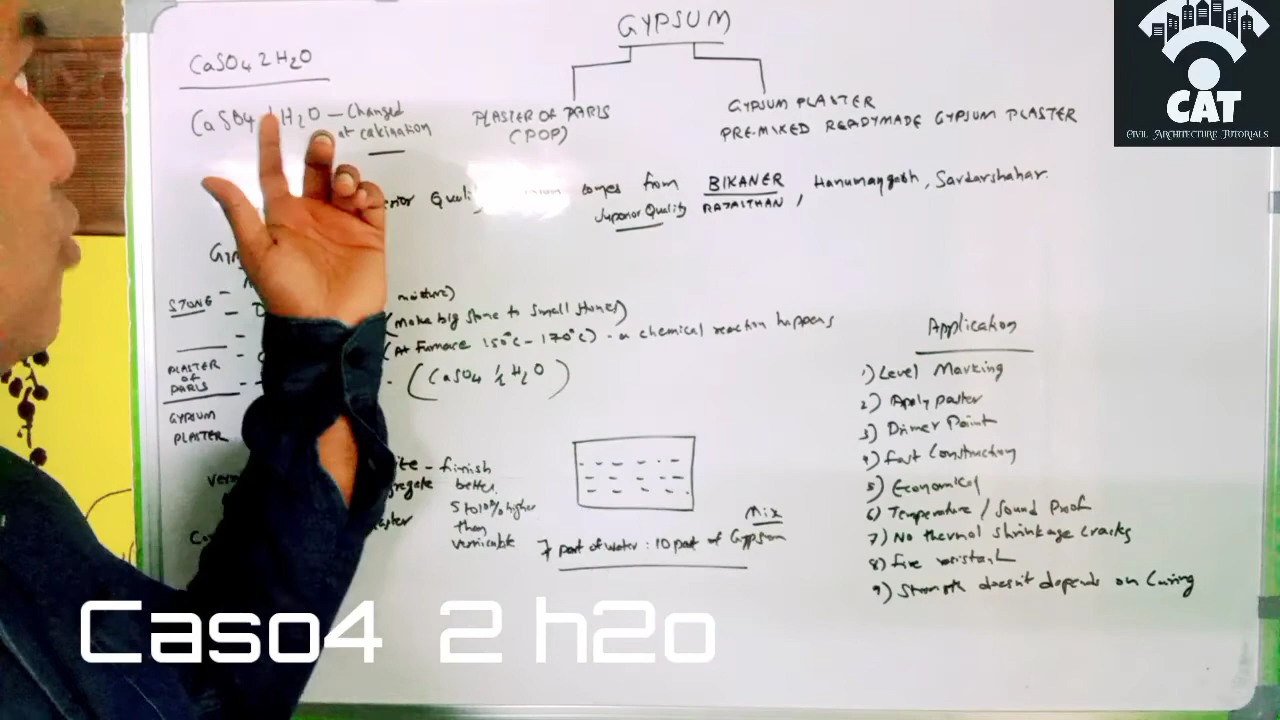 GYPSUM
CaSO4 2 H2O
CaSO4 H2O – Changed
at calcination
PLASTER OF PARIS
(POP)
GYPSUM PLASTER
PRE-MIXED READYMADE GYPSUM PLASTER
CAT
CIVIL ARCHITECTURE TUTORIALS
comes from BIKANER, Hanumangarh, Sardarshahar.
Superior Quality RAJASTHAN
STONE
moisture)
(Make big stone to small stones)
(At Furnace 150°C – 170°C) - a chemical reaction happens
PLASTER
OF
PARIS
(CaSO4 ½ H2O)
GYPSUM
PLASTER
finish
better
5 to 10% higher
than
vermiculite
Mix
7 part of water : 10 part of Gypsum
Application
1) Level Marking
2) Apply plaster
3) Primer Paint
4) Fast Construction
5) Economical
6) Temperature / Sound Proof
7) No thermal shrinkage cracks
8) fire resistant
9) Strength doesn't depends on Curing
Caso4 2 h2o